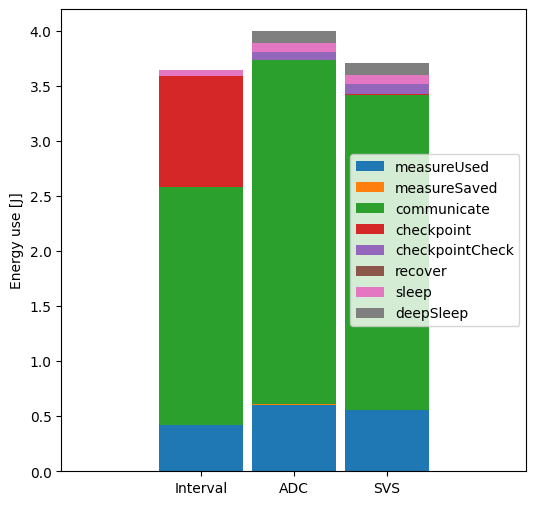 4.0
3.5
3.0
2.5
2.0
1.5
1.0
0.5
0.0
Energy use [J]
measureUsed
measureSaved
communicate
checkpoint
checkpointCheck
recover
sleep
deepSleep
Interval ADC SVS